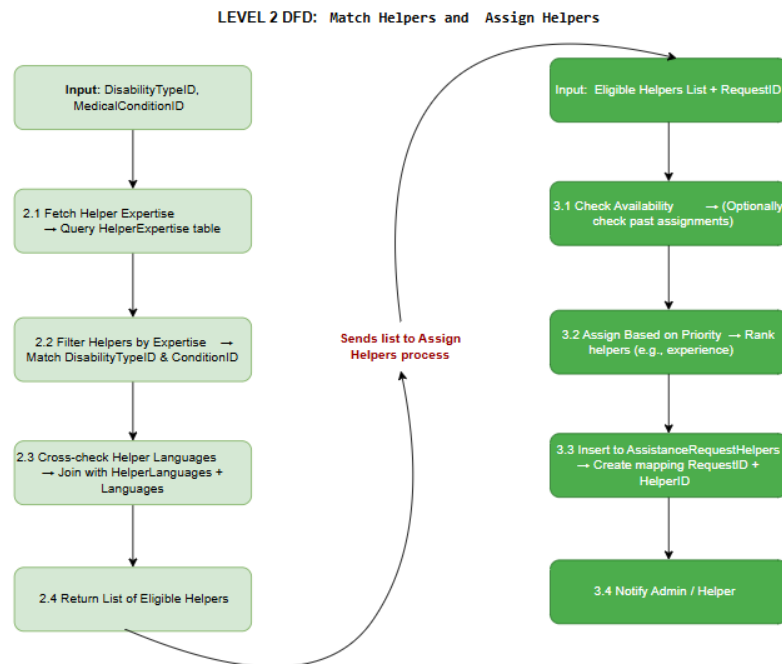 LEVEL 2 DFD: Match Helpers and Assign Helpers
Input: DisabilityTypeID,
MedicalConditionID
2.1 Fetch Helper Expertise
→ Query HelperExpertise table
2.2 Filter Helpers by Expertise →
Match DisabilityTypeID & ConditionID
2.3 Cross-check Helper Languages
→ Join with HelperLanguages +
Languages
2.4 Return List of Eligible Helpers
Sends list to Assign
Helpers process
Input: Eligible Helpers List + RequestID
3.1 Check Availability → (Optionally
check past assignments)
3.2 Assign Based on Priority → Rank
helpers (e.g., experience)
3.3 Insert to AssistanceRequestHelpers
→ Create mapping RequestID +
HelperID
3.4 Notify Admin / Helper